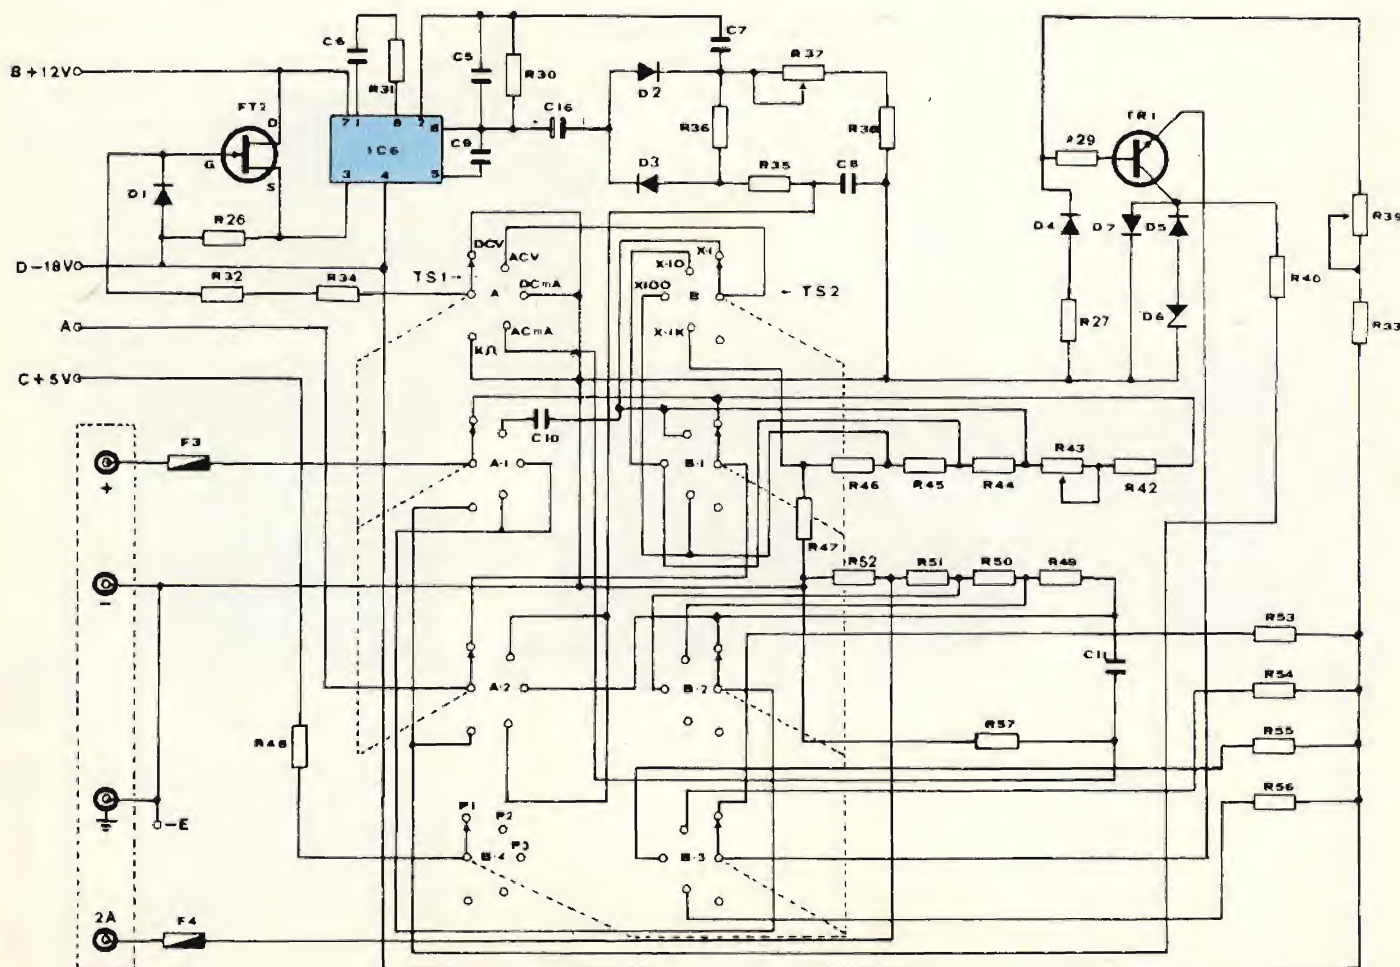 B+12V
FT2
D
G
S
D1
R26
D-18V
R32
R34
A
C+5V
C6
R31
7
1
8
2
6
IC6
3
4
5
C5
R30
C9
C16
+
D2
D3
C7
R37
R36
R35
C8
R38
TR1
R29
D4
D7
D5
D6
R27
R40
R39
R33
DCV
ACV
TS1
A
DCmA
ACmA
KΩ
X·1
X·10
X100
B
X·1K
TS2
F3
+
-
-E
2A
F4
C10
A·1
B·1
R46
R45
R44
R43
R42
R47
R52
R51
R50
R49
A·2
B·2
C11
R57
R53
R54
R55
R56
R48
P1
P2
P3
B·4
B·3